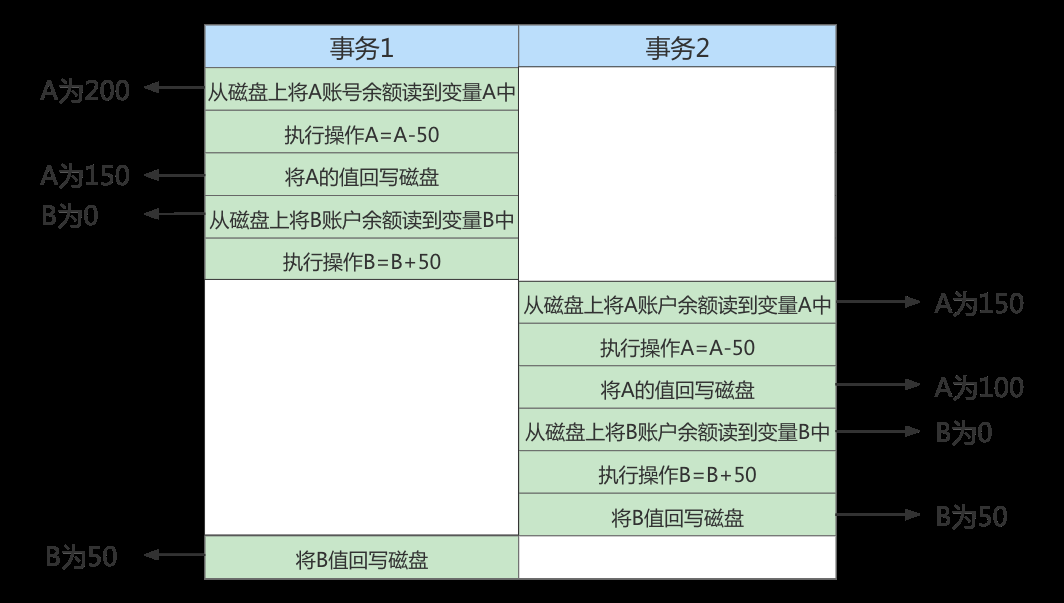 事务1
事务2
A为200
从磁盘上将A账号余额读到变量A中
执行操作A=A-50
A为150
将A的值回写磁盘
B为0
从磁盘上将B账户余额读到变量B中
执行操作B=B+50
从磁盘上将A账户余额读到变量A中
A为150
执行操作A=A-50
将A的值回写磁盘
A为100
从磁盘上将B账户余额读到变量B中
B为0
执行操作B=B+50
将B值回写磁盘
B为50
B为50
将B值回写磁盘